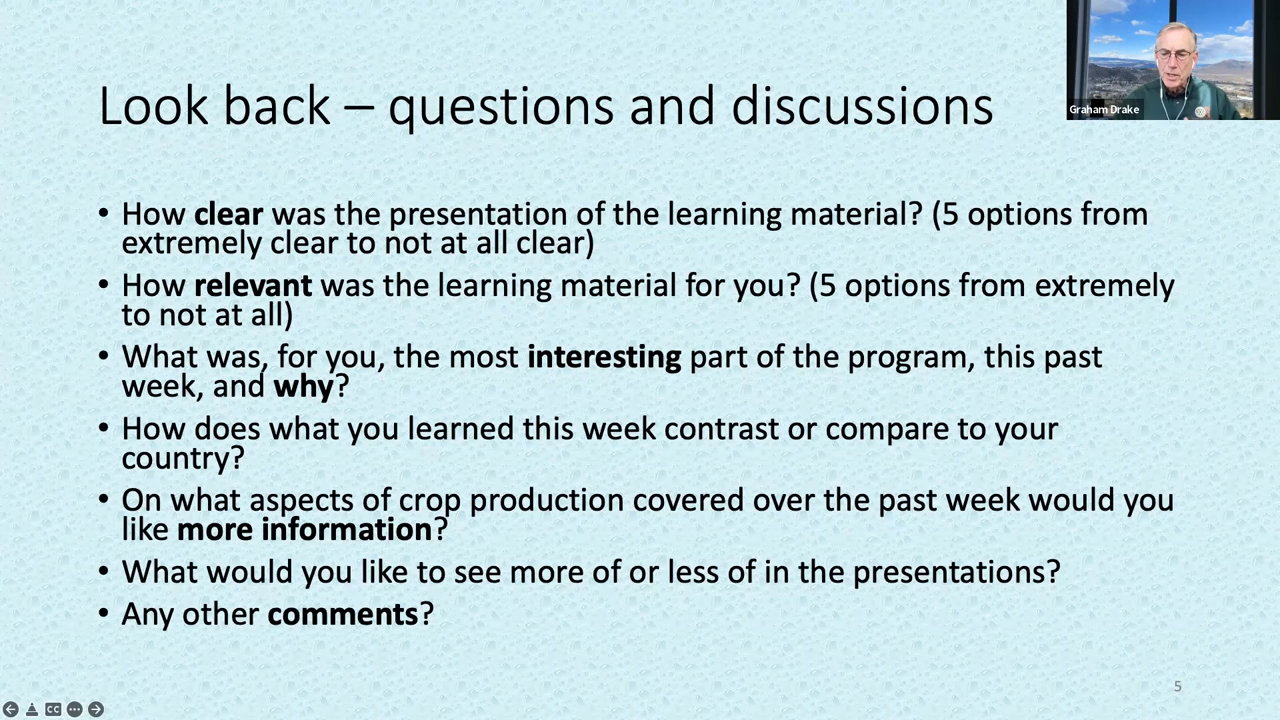 Look back – questions and discussions
Graham Drake
• How clear was the presentation of the learning material? (5 options from
extremely clear to not at all clear)
• How relevant was the learning material for you? (5 options from extremely
to not at all)
• What was, for you, the most interesting part of the program, this past
week, and why?
• How does what you learned this week contrast or compare to your
country?
• On what aspects of crop production covered over the past week would you
like more information?
• What would you like to see more of or less of in the presentations?
• Any other comments?
5
CC